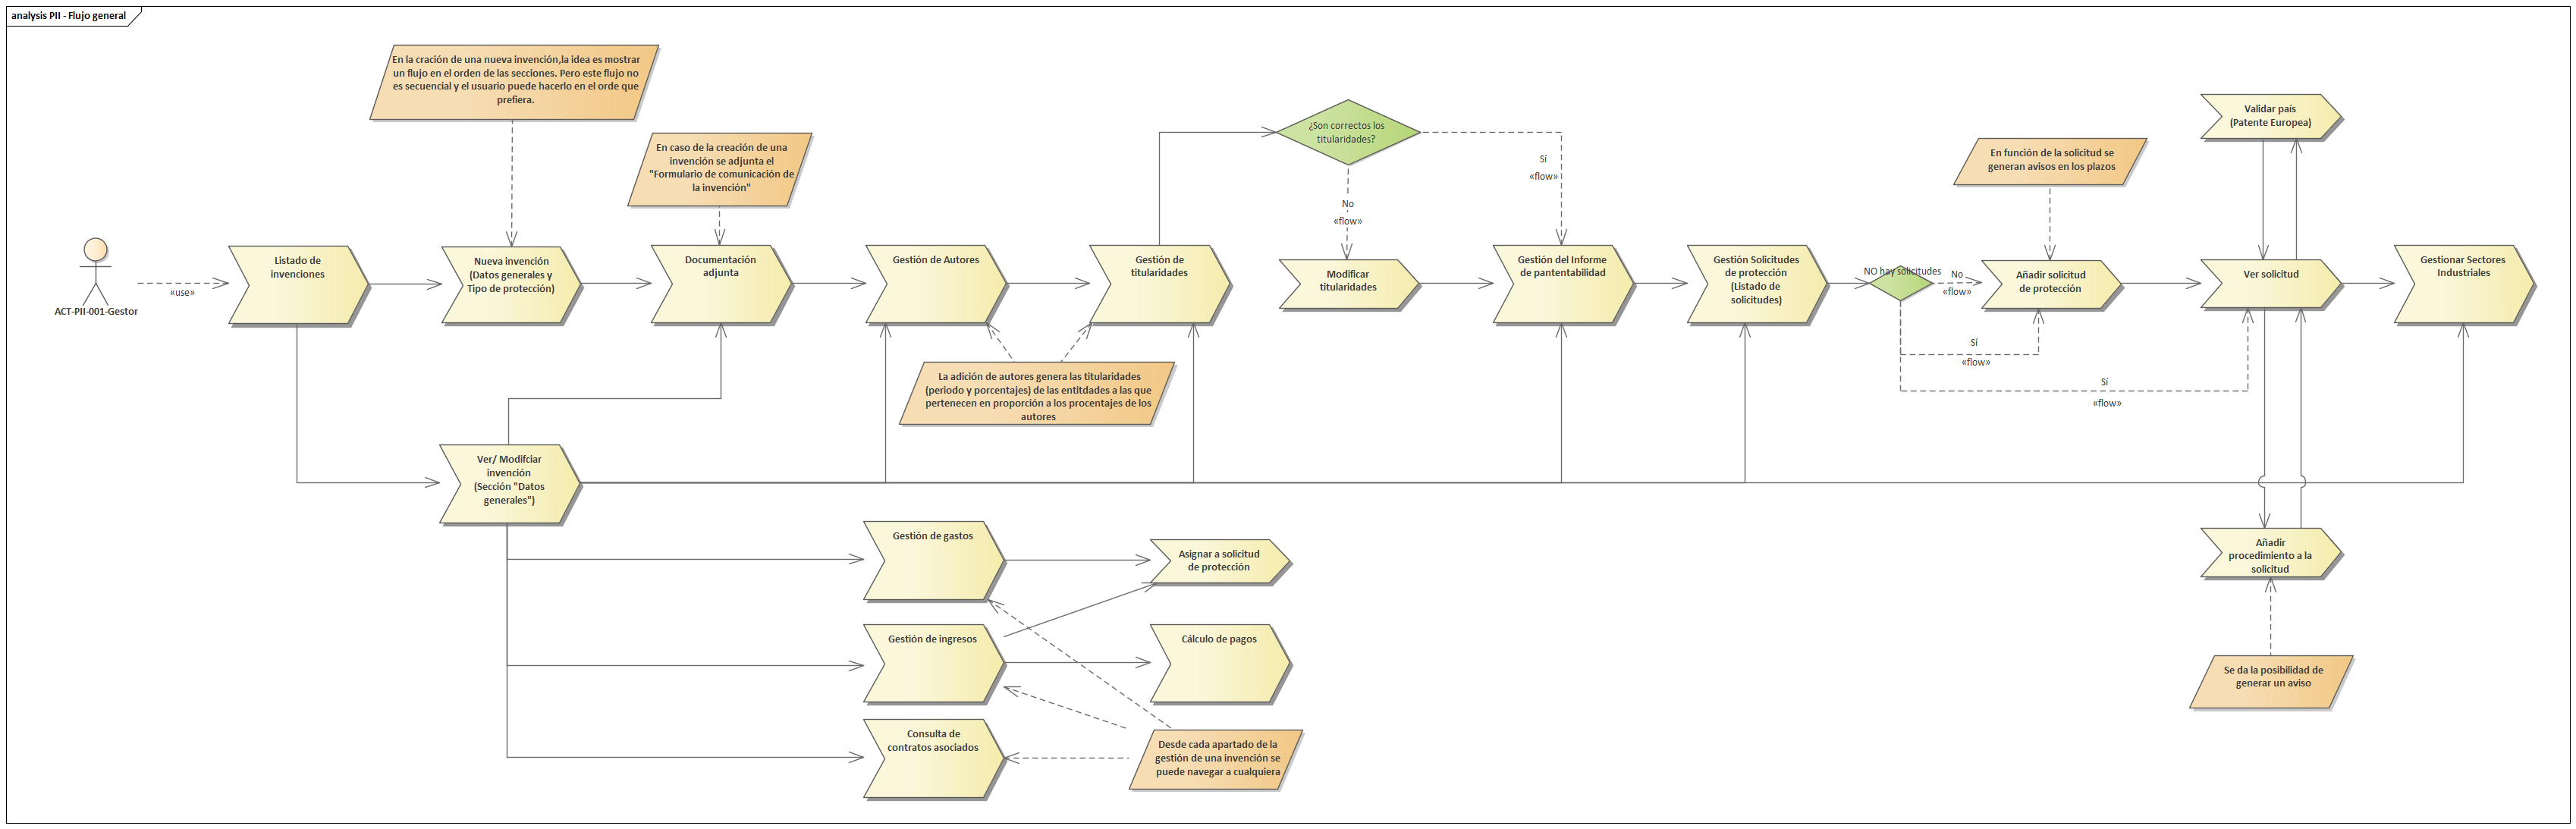 analysis PII - Flujo general
En la cración de una nueva invención,la idea es mostrar
un flujo en el orden de las secciones. Pero este flujo no
es secuencial y el usuario puede hacerlo en el orde que
prefiera.
En caso de la creación de una
invención se adjunta el
"Formulario de comunicación de
la invención"
¿Son correctos los
titularidades?
Sí
«flow»
No
«flow»
Validar país
(Patente Europea)
En función de la solicitud se
generan avisos en los plazos
ACT-PII-001-Gestor
«use»
Listado de
invenciones
Nueva invención
(Datos generales y
Tipo de protección)
Documentación
adjunta
Gestión de Autores
Gestión de
titularidades
Modificar
titularidades
Gestión del Informe
de pantentabilidad
Gestión Solicitudes
de protección
(Listado de
solicitudes)
NO hay solicitudes
No
«flow»
Añadir solicitud
de protección
Ver solicitud
Gestionar Sectores
Industriales
Sí
«flow»
Sí
«flow»
La adición de autores genera las titularidades
(periodo y porcentajes) de las entitdades a las que
pertenecen en proporción a los procentajes de los
autores
Ver/ Modifciar
invención
(Sección "Datos
generales")
Gestión de gastos
Asignar a solicitud
de protección
Añadir
procedimiento a la
solicitud
Gestión de ingresos
Cálculo de pagos
Se da la posibilidad de
generar un aviso
Consulta de
contratos asociados
Desde cada apartado de la
gestión de una invención se
puede navegar a cualquiera